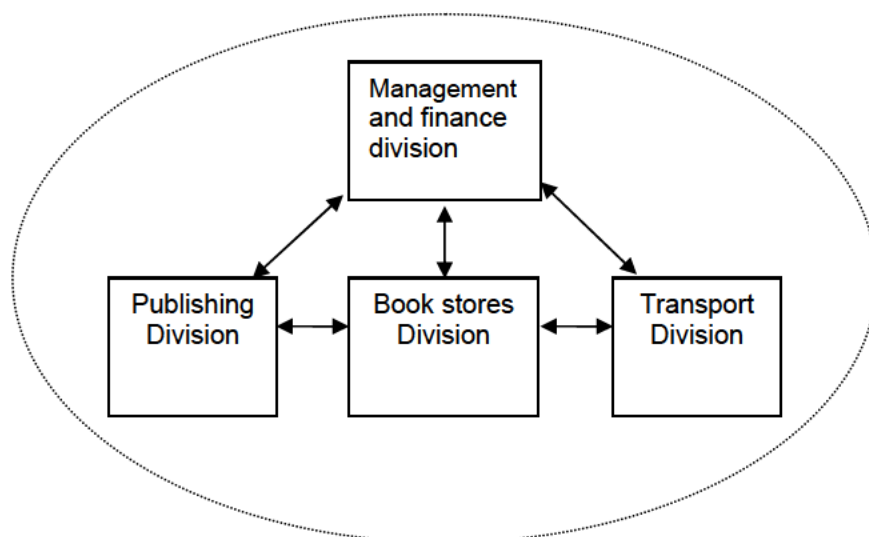 Management
and finance
division
Publishing
Division
Book stores
Division
Transport
Division